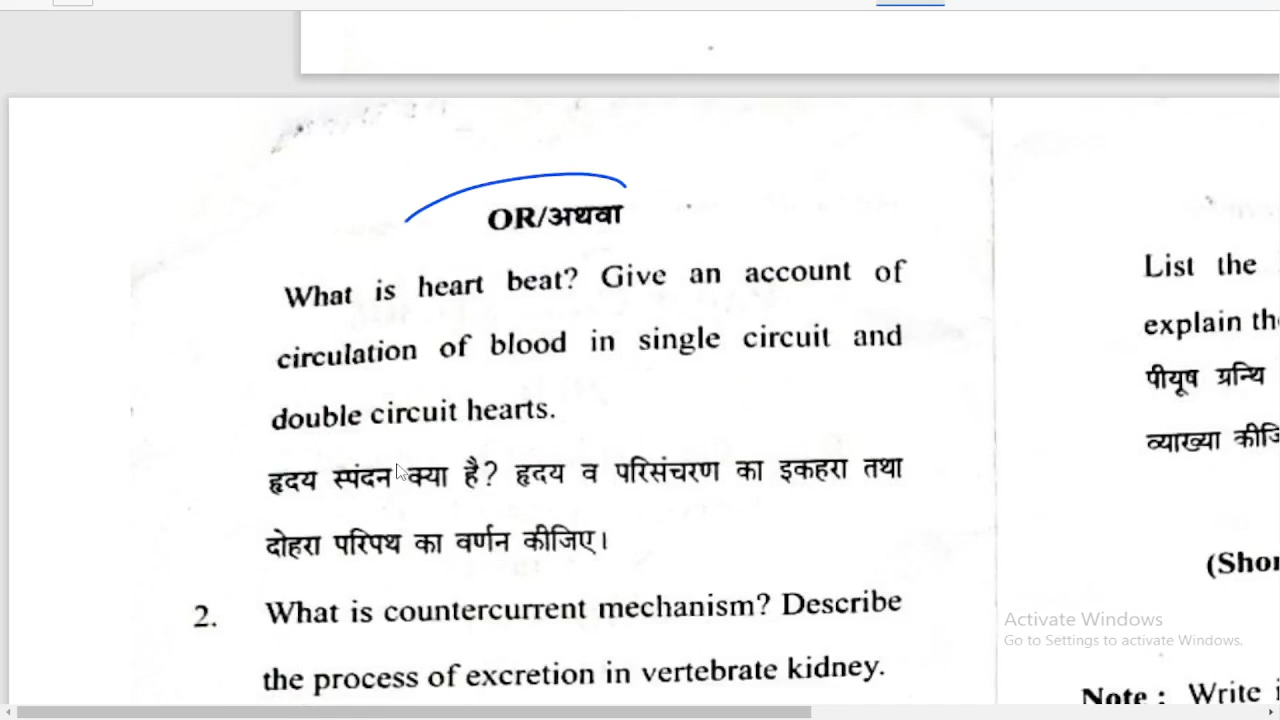 OR/अथवा
What is heart beat? Give an account of
circulation of blood in single circuit and
double circuit hearts.
हृदय स्पंदन क्या है? हृदय व परिसंचरण का इकहरा तथा
दोहरा परिपथ का वर्णन कीजिए।
2. What is countercurrent mechanism? Describe
the process of excretion in vertebrate kidney.
List the
explain the
पीयूष ग्रन्थि
व्याख्या
(Shor
Activate Windows
Go to Settings to activate Windows.
Note : Write